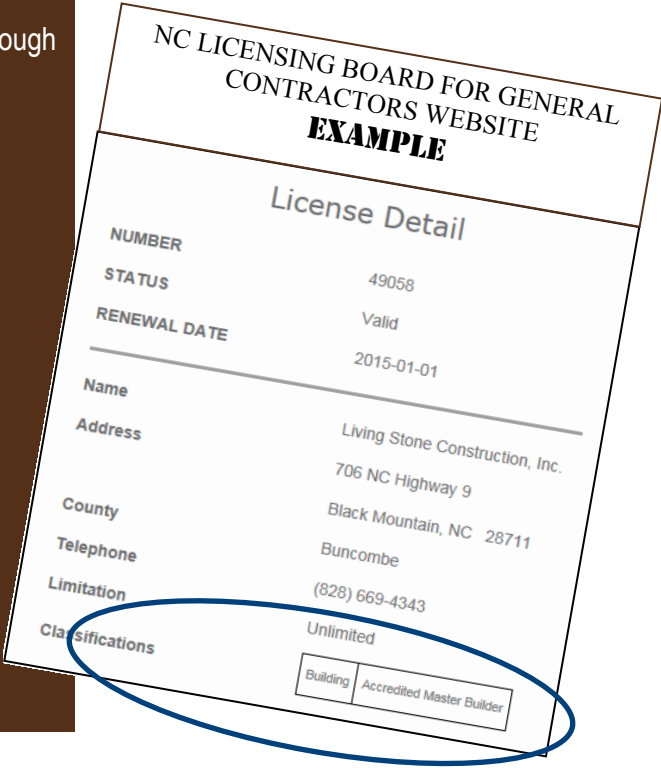 ough
NC LICENSING BOARD FOR GENERAL
CONTRACTORS WEBSITE
EXAMPLE
License Detail
NUMBER 49058
STATUS Valid
RENEWAL DATE 2015-01-01
Name Living Stone Construction, Inc.
Address 706 NC Highway 9
Black Mountain, NC 28711
County Buncombe
Telephone (828) 669-4343
Limitation Unlimited
Classifications Building Accredited Master Builder